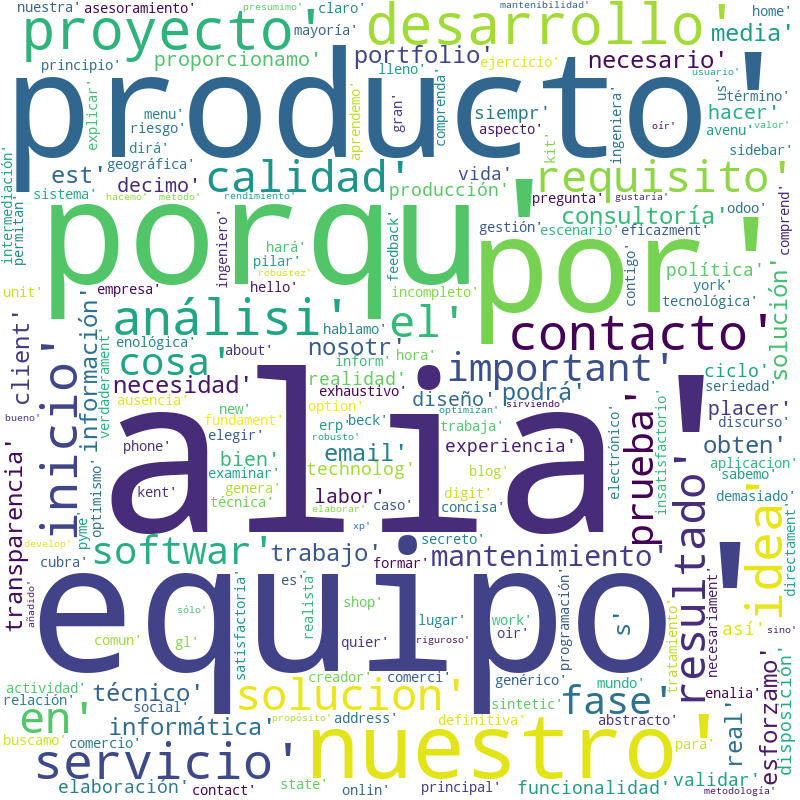 nuestra'
asesoramiento'
presumimo'
claro'
mantenibilidad'
home'
proyecto'
mayoría'
desarrollo'
media'
principio'
proporcionamo'
portfolio'
ejercicio'
necesario'
usuario'
us'
término'
lleno'
producto'
explicar'
menu'
riesgo'
dirá
geográfica'
aprendemo'
gran'
comprenda'
siempr'
aspecto'
kit'
oír'
ingeniera'
hacer'
avenu'
valor'
sidebar'
est'
decimo'
calidad'
vida'
requisito'
intermediación'
permitan'
sistema'
hacemo'
método'
rendimiento'
producción'
pregunta'
gustaría'
consultoría'
comprend'
porqu'
por'
hará'
pilar'
ingeniero'
feedback'
gestión'
escenario'
eficazment'
odoo'
contigo'
política'
york'
tecnológica'
solución'
unit'
empresa'
hello'
robustez'
incompleto'
análisi'
el'
contacto'
hablamo'
client'
información'
verdaderament'
enológica'
cosa'
about'
inform'
hora'
nosotr'
important'
ciclo'
seriedad'
inicio'
necesidad'
realidad'
exhaustivo'
diseño'
podrá
placer'
discurso'
ausencia'
new'
option'
optimizan'
sirviendo'
bueno'
fundament'
erp'
beck'
robusto'
trabaja'
alia'
phone'
elegir'
email'
experiencia'
prueba'
electrónico'
insatisfactorio'
obten'
aplicacion'
sabemo'
optimismo'
bien'
examinar'
technolog'
blog'
transparencia'
kent'
genera'
técnica'
labor'
digit'
concisa'
demasiado'
idea'
elaborar'
caso'
xp'
secreto'
resultado'
directament'
develop'
pyme'
softwar'
trabajo'
formar'
mantenimiento'
cubra'
equipo'
añadido'
satisfactoria'
es'
realista'
sólo'
shop'
lugar'
work'
programación'
s'
necesariament'
comun'
gl'
quier'
riguroso'
oir'
tratamiento'
así
sino'
actividad'
relación'
técnico'
creador'
comerci'
genérico'
mundo'
enalia'
en'
social'
solucion'
sintetic'
fase'
esforzamo'
disposición'
buscamo'
comercio'
informática'
propósito'
address'
definitiva'
abstracto'
para'
real'
servicio'
nuestro'
elaboración'
contact'
state'
onlin'
principal'
funcionalidad'
validar'
metodología'